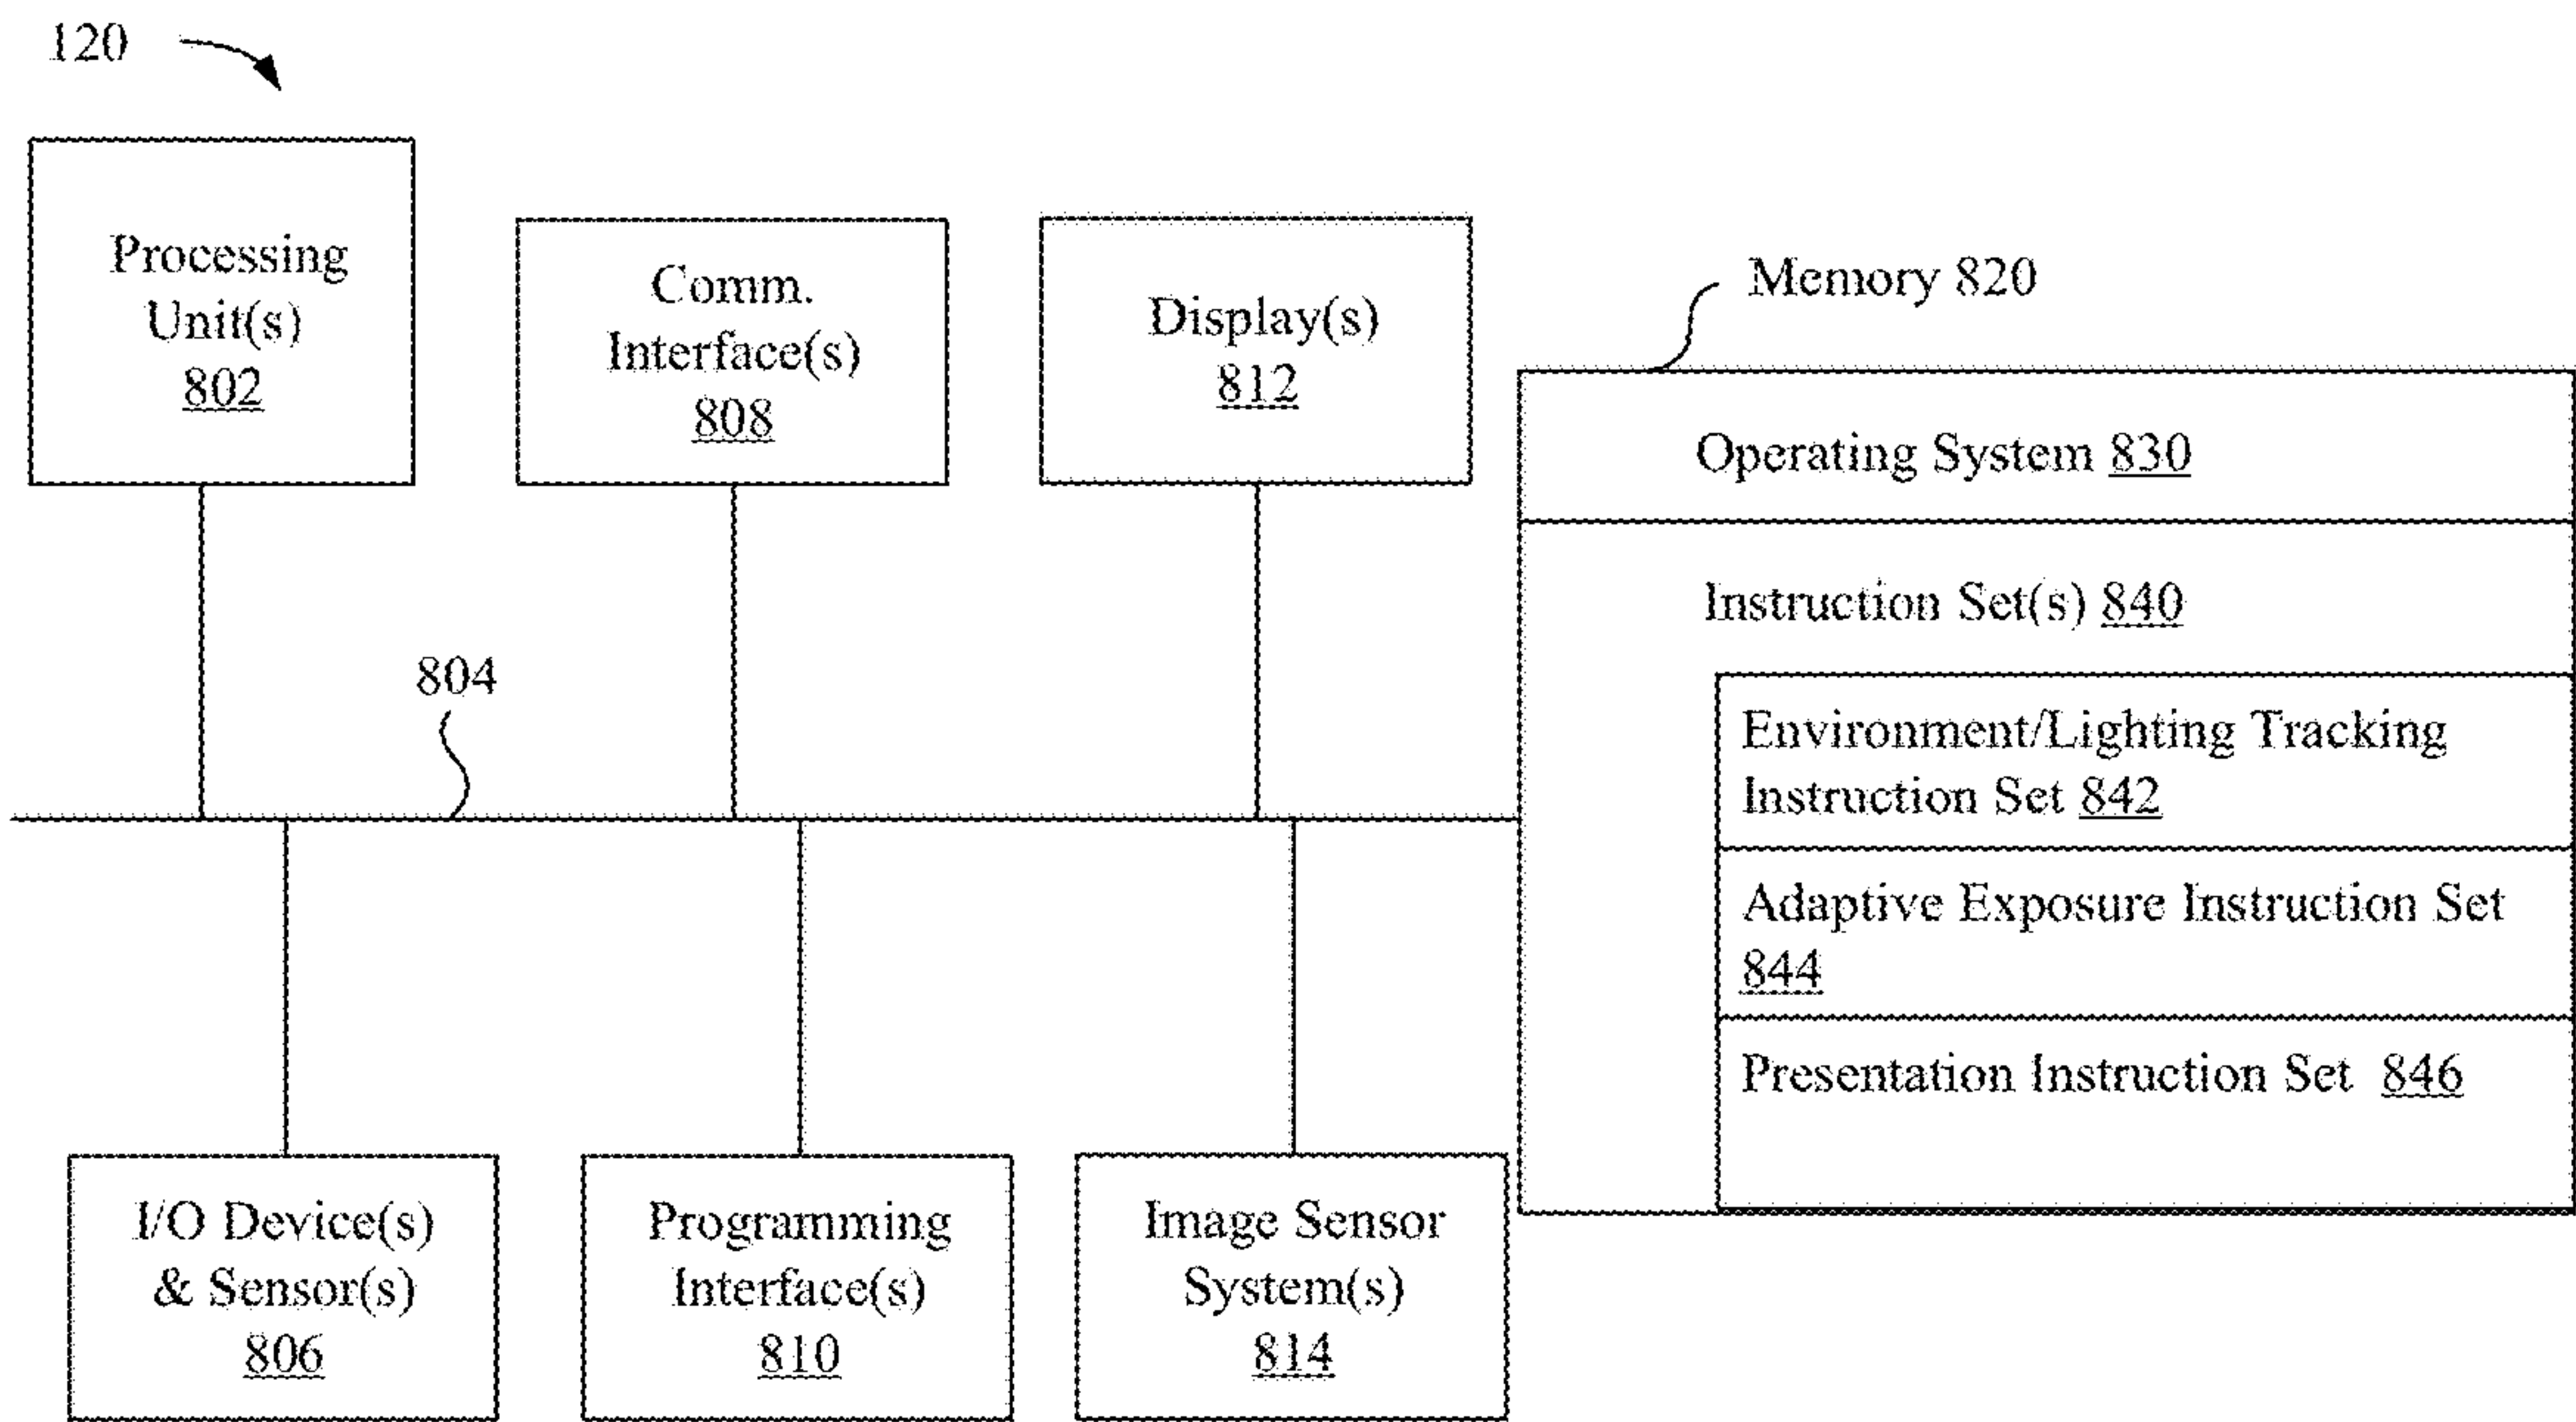 120
Processing
Unit(s)
802
Comm.
Interface(s)
808
Display(s)
812
Memory 820
Operating System 830
Instruction Set(s) 840
Environment/Lighting Tracking
Instruction Set 842
Adaptive Exposure Instruction Set
844
Presentation Instruction Set 846
804
I/O Device(s)
& Sensor(s)
806
Programming
Interface(s)
810
Image Sensor
System(s)
814